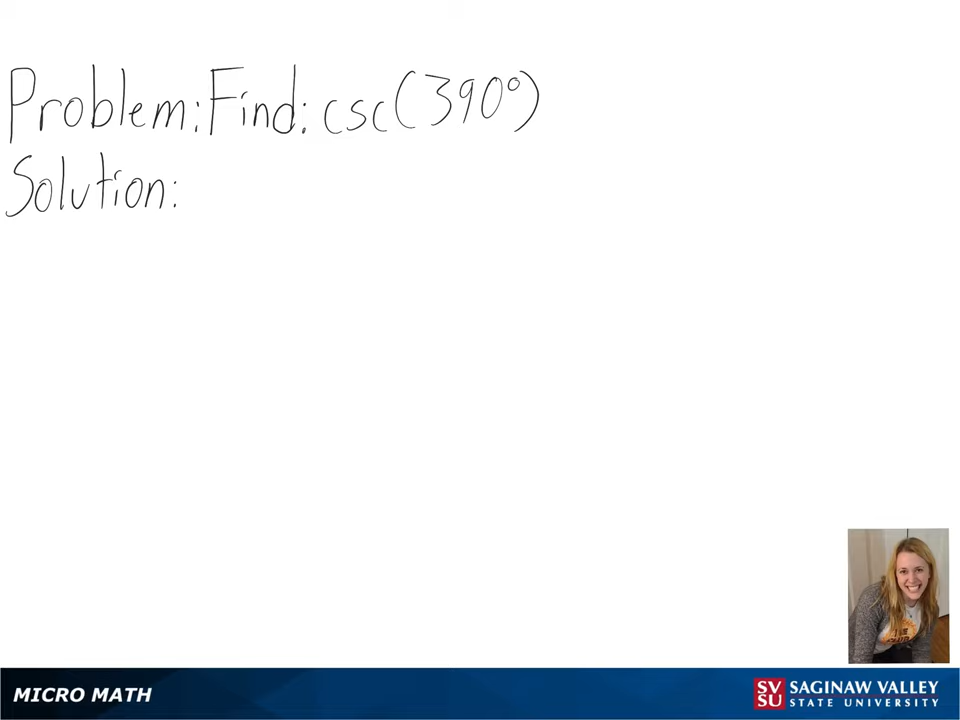 Problem: Find: csc(390°)
Solution:
MICRO MATH
SV SU SAGINAW VALLEY
STATE UNIVERSITY